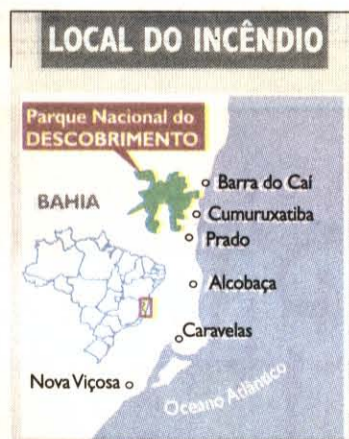 LOCAL DO INCÊNDIO
Parque Nacional do
DESCOBRIMENTO
Barra do Caí
BAHIA
Cumuruxatiba
Prado
Alcobaça
Caravelas
Nova Viçosa
Oceano Atlântico